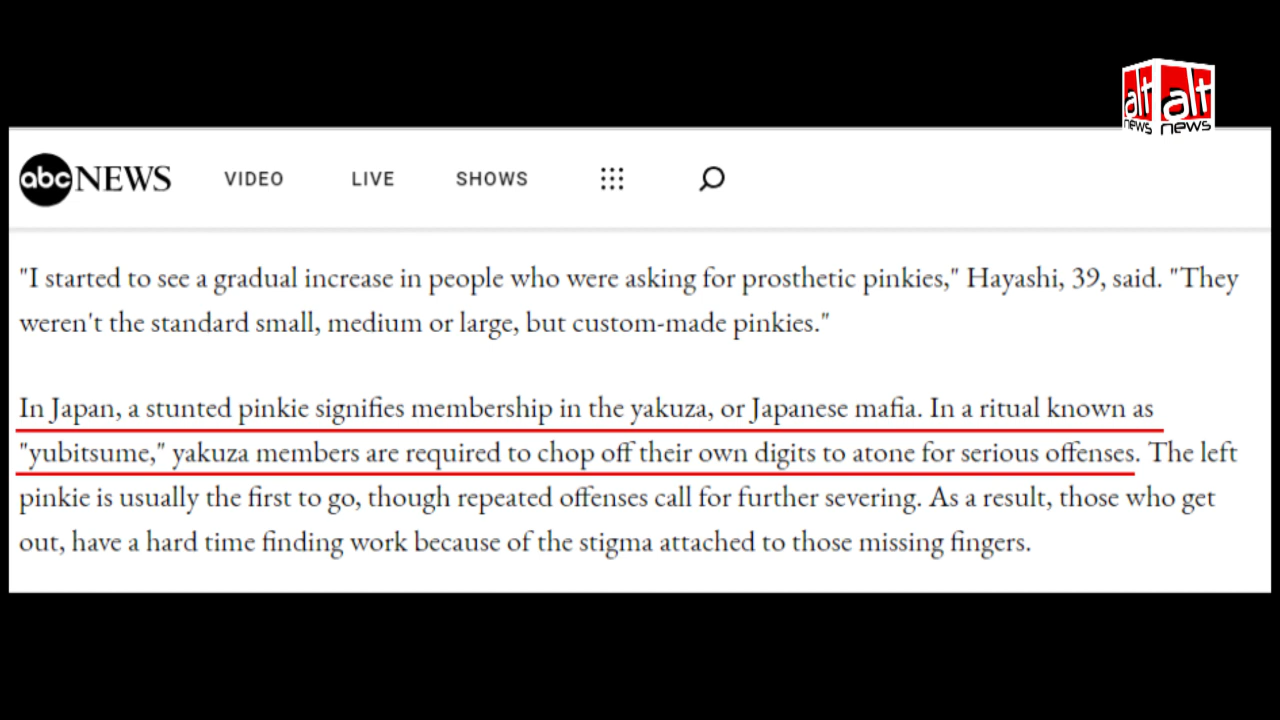 alt alt
news news
abc NEWS VIDEO LIVE SHOWS
"I started to see a gradual increase in people who were asking for prosthetic pinkies," Hayashi, 39, said. "They
weren't the standard small, medium or large, but custom-made pinkies."
In Japan, a stunted pinkie signifies membership in the yakuza, or Japanese mafia. In a ritual known as
"yubitsume," yakuza members are required to chop off their own digits to atone for serious offenses. The left
pinkie is usually the first to go, though repeated offenses call for further severing. As a result, those who get
out, have a hard time finding work because of the stigma attached to those missing fingers.